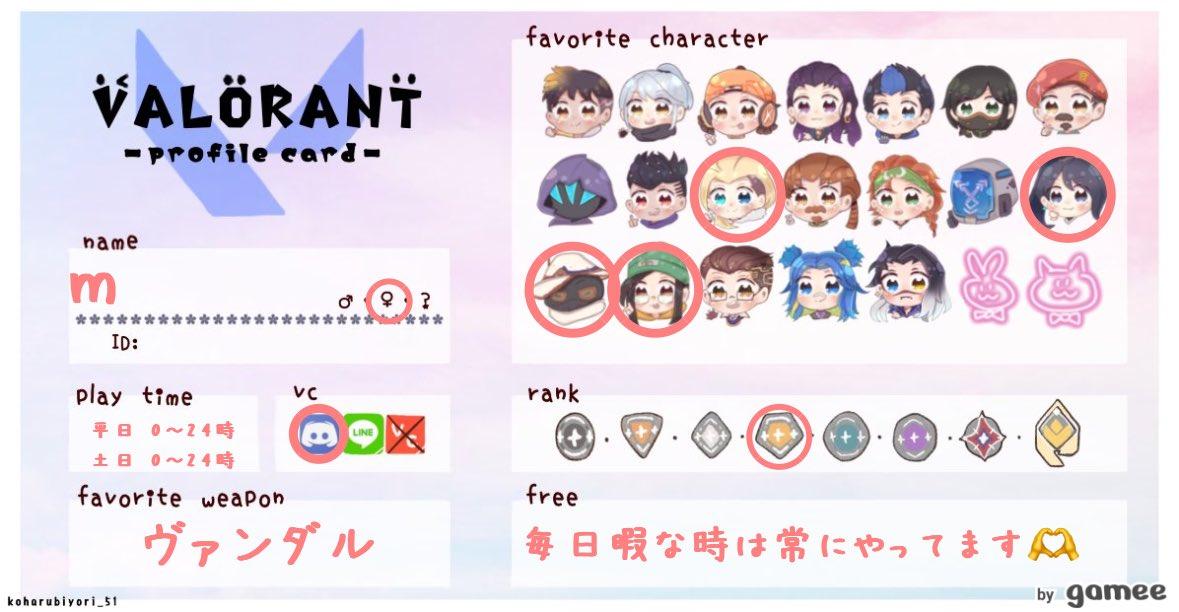 VALORANT
-profile card-
name
m
♂・♀・?
ID:
play time
平日 0〜24時
土日 0〜24時
vc
LINE
VC
favorite weapon
ヴァンダル
favorite character
rank
free
毎日暇な時は常にやってます🫶
koharubiyori_51
by gamee